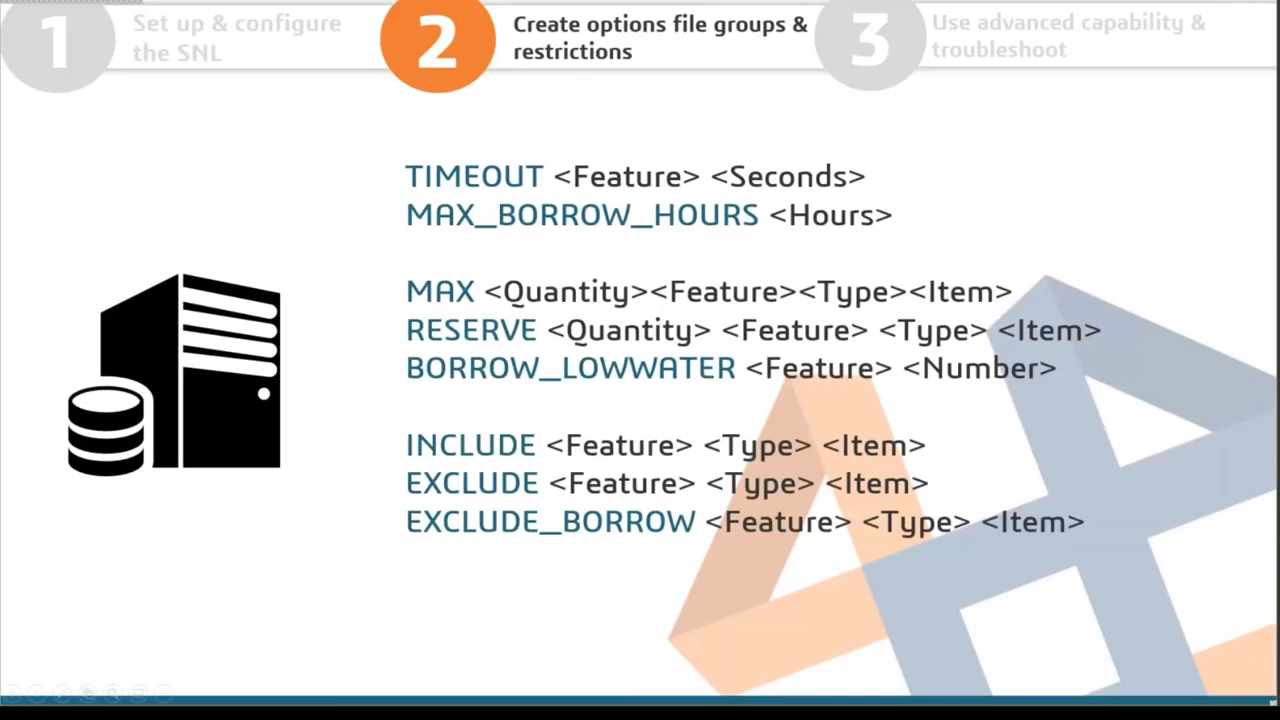 1
Set up & configure
the SNL
2
Create options file groups &
restrictions
3
Use advanced capability &
troubleshoot
TIMEOUT <Feature> <Seconds>
MAX_BORROW_HOURS <Hours>
MAX <Quantity><Feature><Type><Item>
RESERVE <Quantity> <Feature> <Type> <Item>
BORROW_LOWWATER <Feature> <Number>
INCLUDE <Feature> <Type> <Item>
EXCLUDE <Feature> <Type> <Item>
EXCLUDE_BORROW <Feature> <Type> <Item>